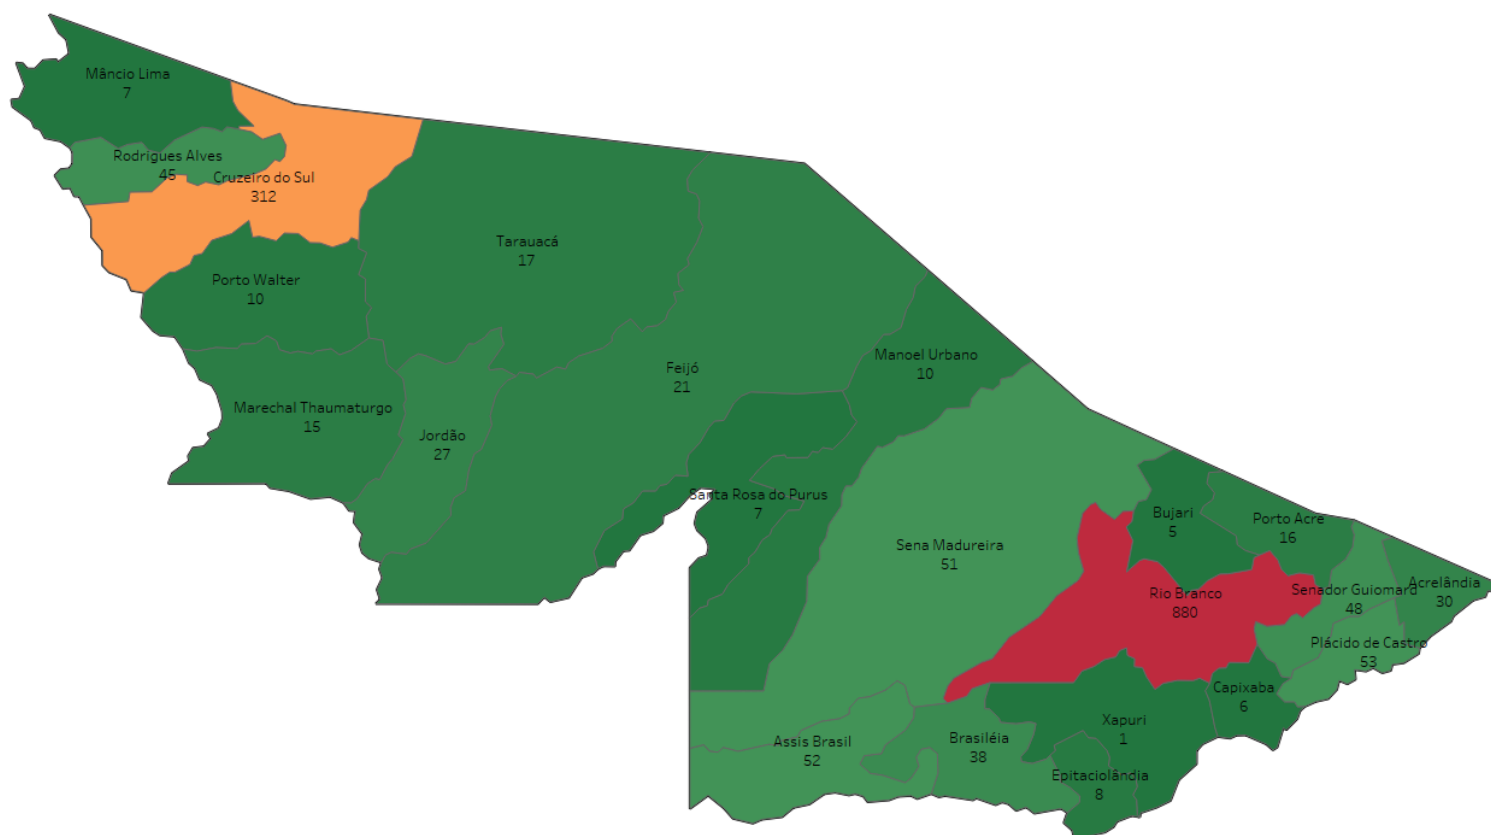 Mâncio Lima
7
Rodrigues Alves
45
Cruzeiro do Sul
312
Tarauacá
17
Porto Walter
10
Feijó
21
Manoel Urbano
10
Marechal Thaumaturgo
15
Jordão
27
Santa Rosa do Purus
7
Bujari
5
Porto Acre
16
Sena Madureira
51
Rio Branco
880
Senador Guiomard
48
Acrelândia
30
Plácido de Castro
53
Capixaba
6
Xapuri
1
Assis Brasil
52
Brasiléia
38
Epitaciolândia
8